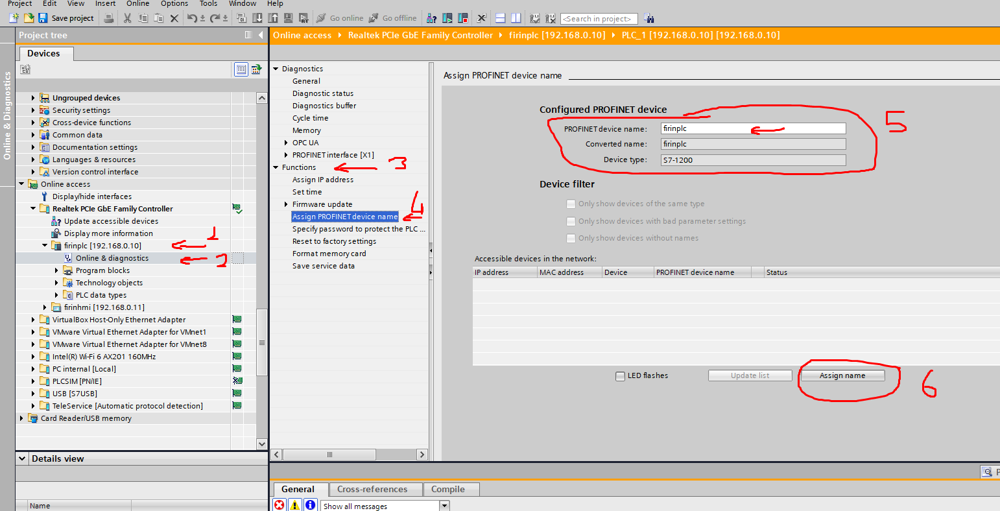 Project Edit View Insert Online Options Tools Window Help
Save project
Go online
Go offline
<Search in project>
Project tree
Online access
Realtek PCIe GbE Family Controller
firinplc [192.168.0.10]
PLC_1 [192.168.0.10] [192.168.0.10]
Devices
Online & Diagnostics
Ungrouped devices
Security settings
Cross-device functions
Common data
Documentation settings
Languages & resources
Version control interface
Online access
Display/hide interfaces
Realtek PCIe GbE Family Controller
Update accessible devices
Display more information
firinplc [192.168.0.10]
1
Online & diagnostics
2
Program blocks
Technology objects
PLC data types
firinhmi [192.168.0.11]
VirtualBox Host-Only Ethernet Adapter
VMware Virtual Ethernet Adapter for VMnet1
VMware Virtual Ethernet Adapter for VMnet8
Intel(R) Wi-Fi 6 AX201 160MHz
PC internal [Local]
PLCSIM [PN/IE]
USB [S7USB]
TeleService [Automatic protocol detection]
Card Reader/USB memory
Details view
Name
Diagnostics
General
Diagnostic status
Diagnostics buffer
Cycle time
Memory
OPC UA
PROFINET interface [X1]
Functions
3
Assign IP address
Set time
Firmware update
Assign PROFINET device name
4
Specify password to protect the PLC ...
Reset to factory settings
Format memory card
Save service data
Assign PROFINET device name
Configured PROFINET device
5
PROFINET device name: firinplc
Converted name: firinplc
Device type: S7-1200
Device filter
Only show devices of the same type
Only show devices with bad parameter settings
Only show devices without names
Accessible devices in the network:
IP address MAC address Device PROFINET device name Status
LED flashes
Update list
Assign name
6
General Cross-references Compile
Show all messages